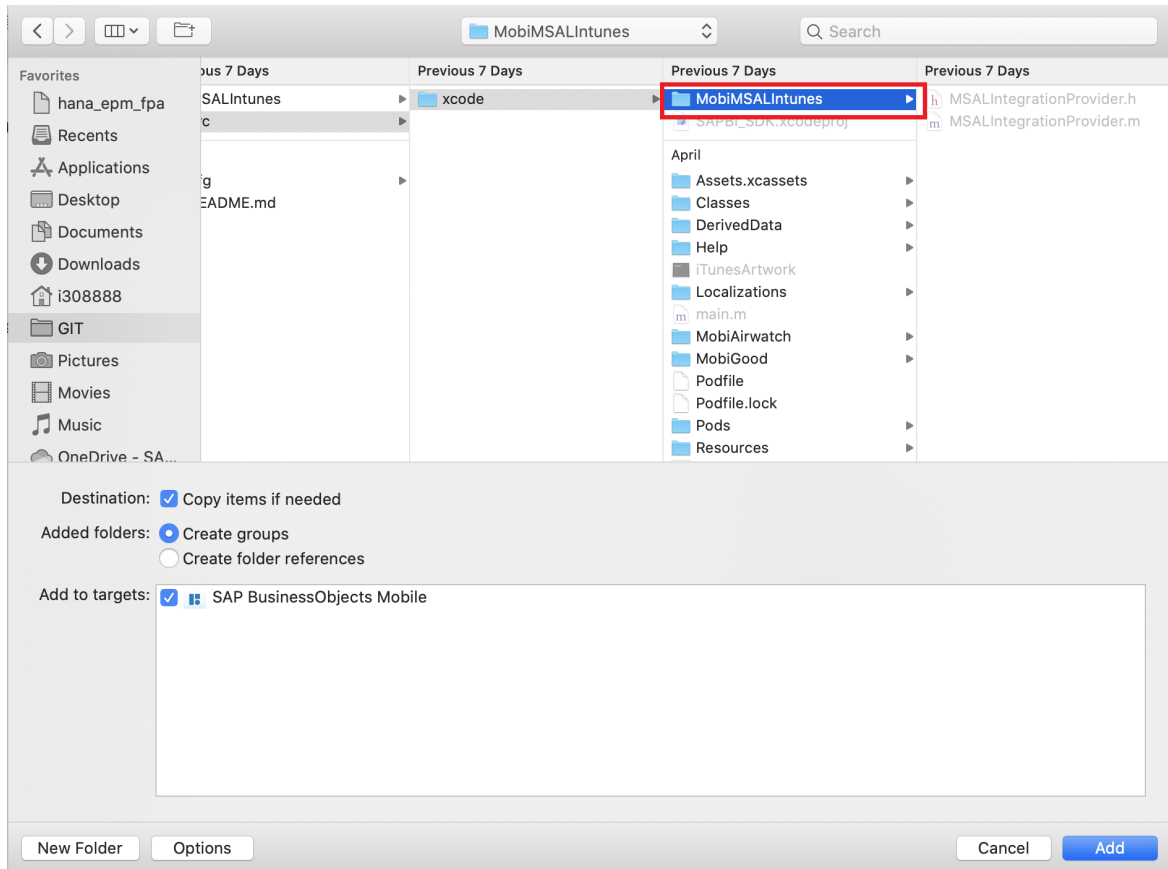 MobiMSALIntunes
Search
Favorites
hana_epm_fpa
Recents
Applications
Desktop
Documents
Downloads
i308888
GIT
Pictures
Movies
Music
OneDrive - SA...
ous 7 Days
SALIntunes
rc
fg
EADME.md
Previous 7 Days
xcode
Previous 7 Days
MobiMSALIntunes
SAPBI_SDK.xcodeproj
April
Assets.xcassets
Classes
DerivedData
Help
iTunesArtwork
Localizations
main.m
MobiAirwatch
MobiGood
Podfile
Podfile.lock
Pods
Resources
Previous 7 Days
h MSALIntegrationProvider.h
m MSALIntegrationProvider.m
Destination: Copy items if needed
Added folders: Create groups
Create folder references
Add to targets: SAP BusinessObjects Mobile
New Folder Options Cancel Add